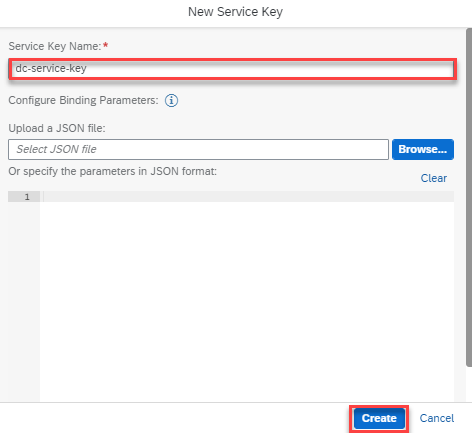 New Service Key
Service Key Name:*
dc-service-key
Configure Binding Parameters: i
Upload a JSON file:
Select JSON file Browse...
Or specify the parameters in JSON format:
Clear
1
Create Cancel